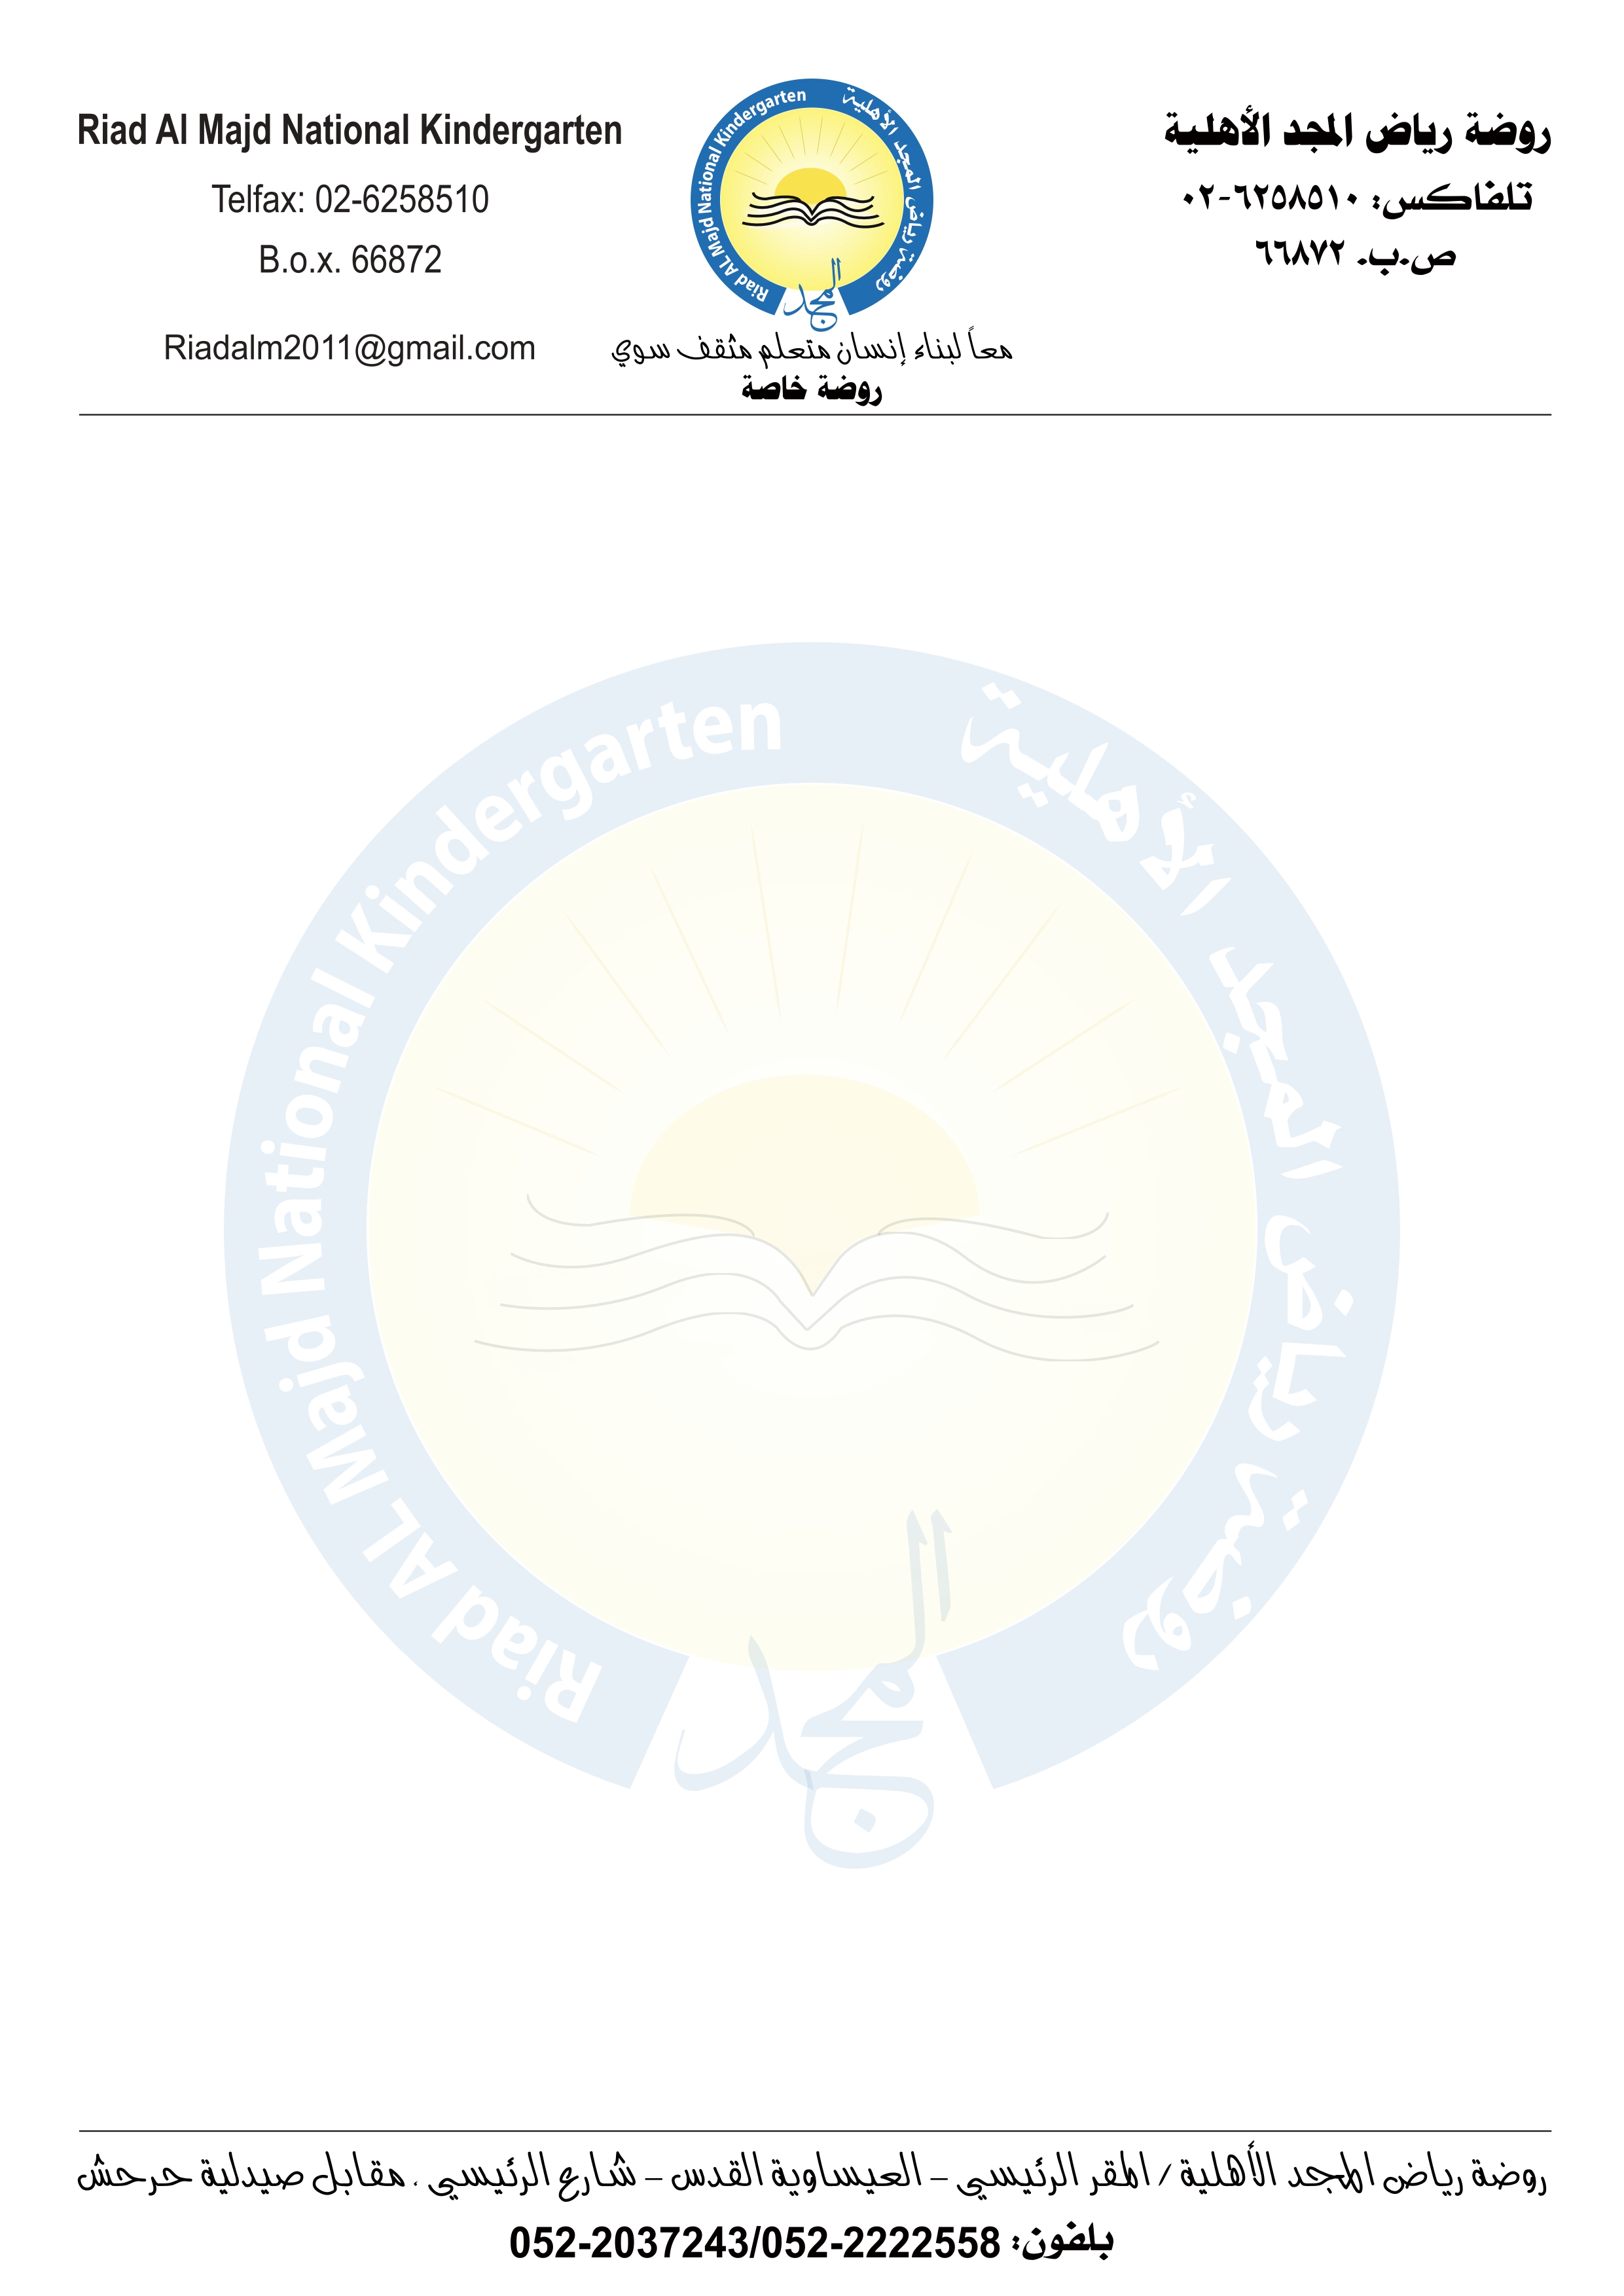 Riad Al Majd National Kindergarten
Telfax: 02-6258510
B.o.x. 66872
Riadalm2011@gmail.com
Riad AL Majd National Kindergarten
روضة رياض المجد الأهلية
المجد
معاً لبناء إنسان متعلم مثقف سوي
روضة خاصة
روضة رياض المجد الأهلية
تلفاكس: ٠٢-٦٢٥٨٥١٠
ص.ب. ٦٦٨٧٢
Riad AL Majd National Kindergarten
روضة رياض المجد الأهلية
المجد
روضة رياض المجد الأهلية / المقر الرئيسي – العيساوية القدس – شارع الرئيسي ، مقابل صيدلية حرحش
بلفون: 052-2037243/052-2222558